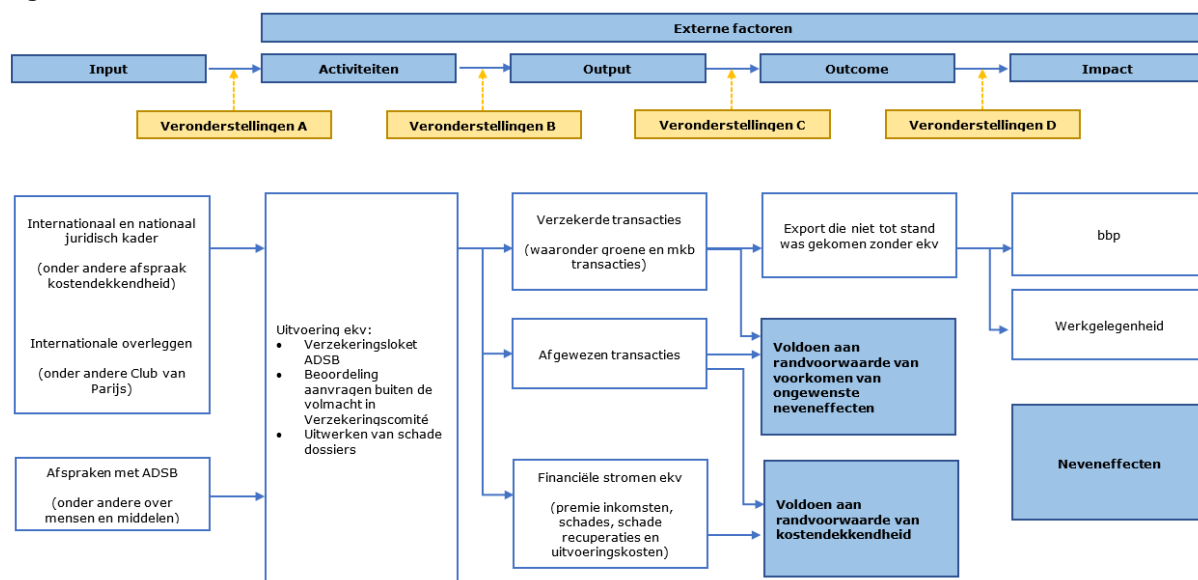 Externe factoren
Input
Activiteiten
Output
Outcome
Impact
Veronderstellingen A
Veronderstellingen B
Veronderstellingen C
Veronderstellingen D
Internationaal en nationaal
juridisch kader
(onder andere afspraak
kostendekkendheid)
Internationale overleggen
(onder andere Club van
Parijs)
Afspraken met ADSB
(onder andere over
mensen en middelen)
Uitvoering ekv:
• Verzekeringsloket
ADSB
• Beoordeling
aanvragen buiten de
volmacht in
Verzekeringscomité
• Uitwerken van schade
dossiers
Verzekerde transacties
(waaronder groene en mkb
transacties)
Afgewezen transacties
Financiële stromen ekv
(premie inkomsten,
schades, schade
recuperaties en
uitvoeringskosten)
Export die niet tot stand
was gekomen zonder ekv
Voldoen aan
randvoorwaarde van
voorkomen van
ongewenste
neveneffecten
Voldoen aan
randvoorwaarde van
kostendekkendheid
bbp
Werkgelegenheid
Neveneffecten